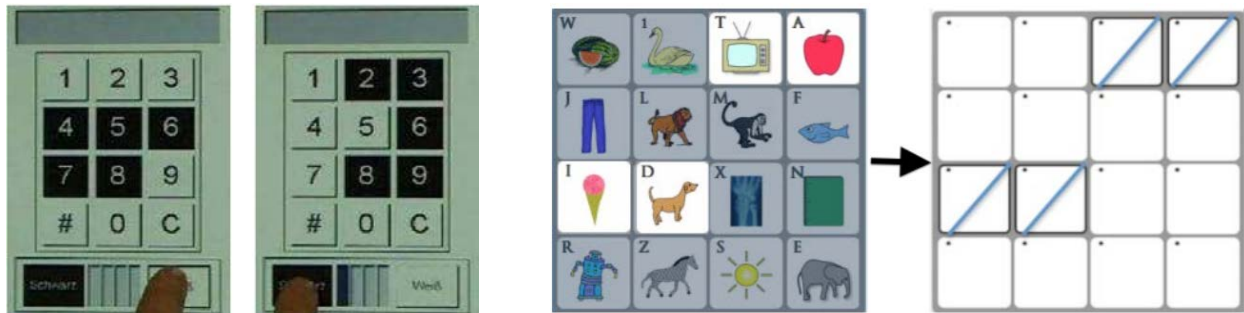 1 2 3
4 5 6
7 8 9
# 0 C
Schwarz
1 2 3
4 5 6
7 8 9
# 0 C
Weiß
W 1 T A
J L M F
I D X N
R Z S E